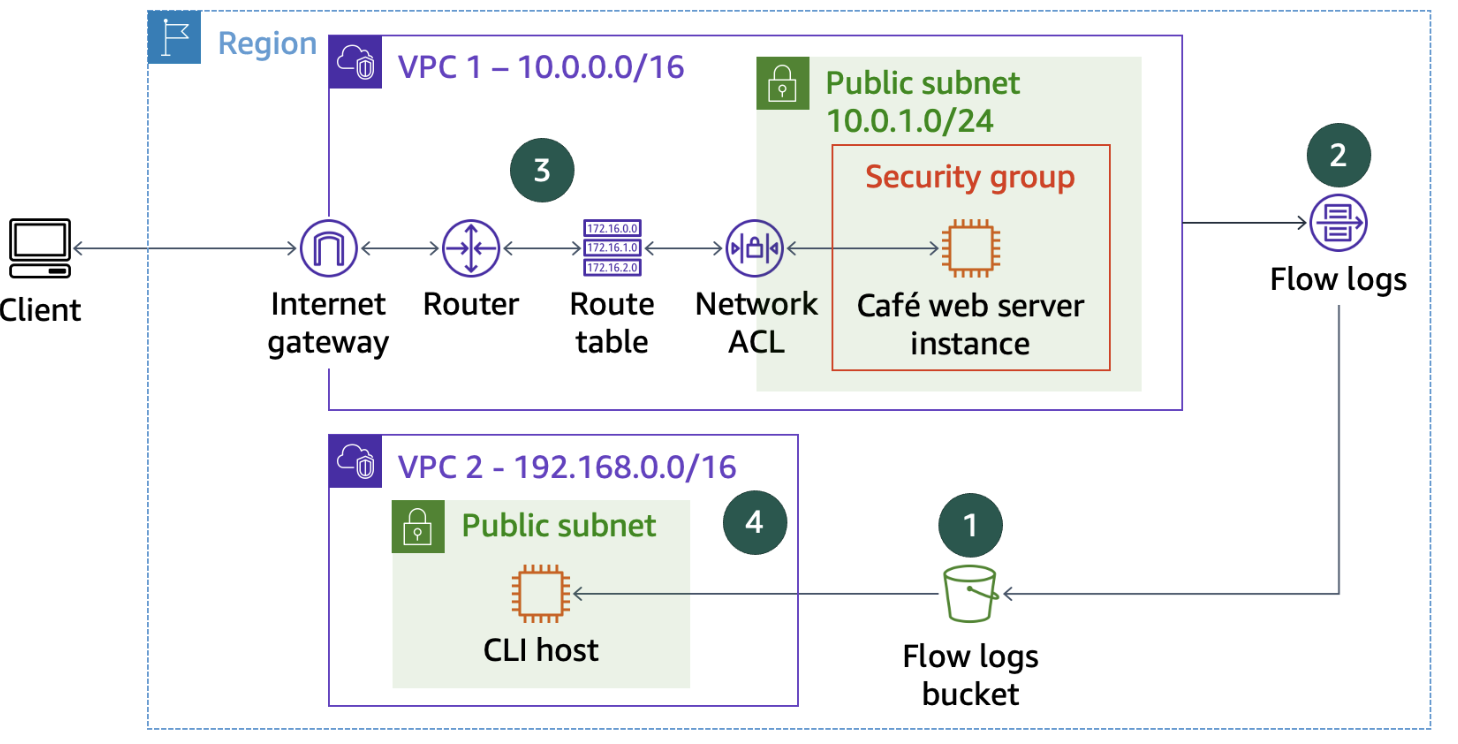 Region
VPC 1 – 10.0.0.0/16
Public subnet
10.0.1.0/24
Security group
3
2
172.16.0.0
172.16.1.0
172.16.2.0
Client
Internet
gateway
Router
Route
table
Network
ACL
Café web server
instance
Flow logs
VPC 2 - 192.168.0.0/16
Public subnet
4
1
CLI host
Flow logs
bucket